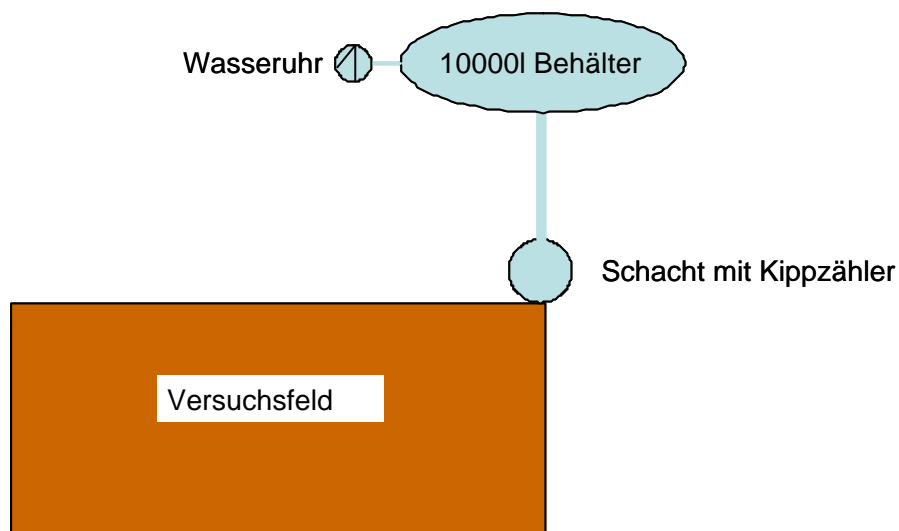 Wasseruhr
10000l Behälter
Schacht mit Kippzähler
Versuchsfeld